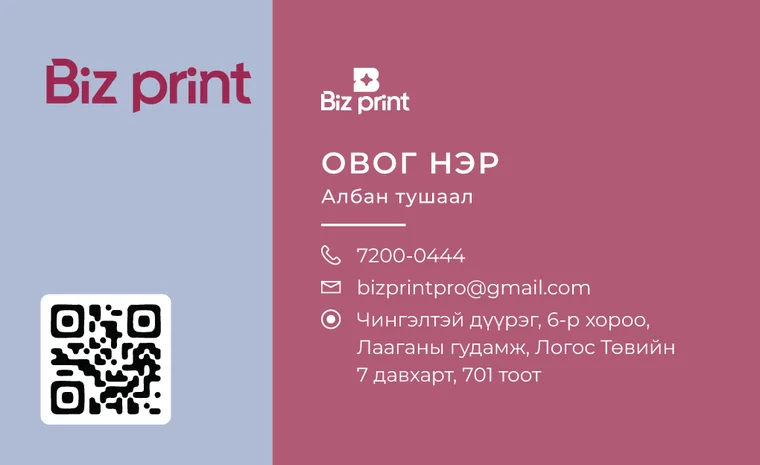 Biz print
Biz print
ОВОГ НЭР
Албан тушаал
7200-0444
bizprintpro@gmail.com
Чингэлтэй дүүрэг, 6-р хороо,
Лааганы гудамж, Логос Төвийн
7 давхарт, 701 тоот